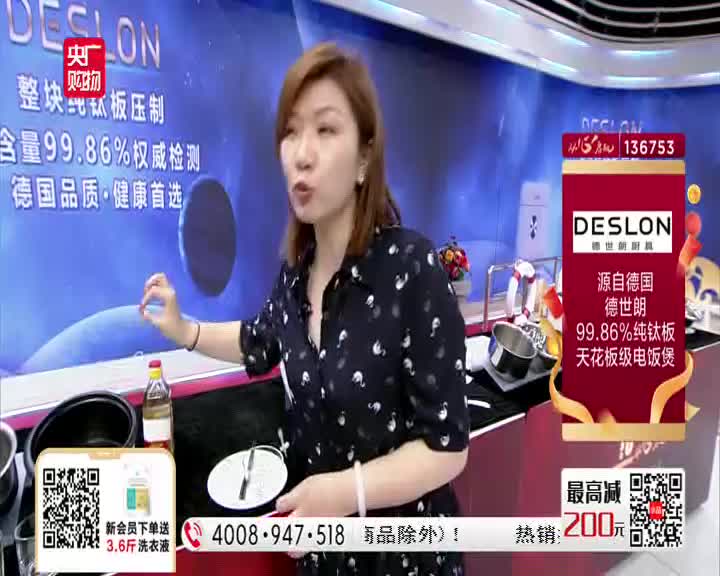 DESLON
央广
购物
整块纯钛板压制
含量99.86%权威检测
德国品质·健康首选
DESLON
136753
DESLON
德世朗厨具
源自德国
德世朗
99.86%纯钛板
天花板级电饭煲
新会员下单送
3.6斤洗衣液
4008·947·518
商品除外)!
热销:
最高减
200元